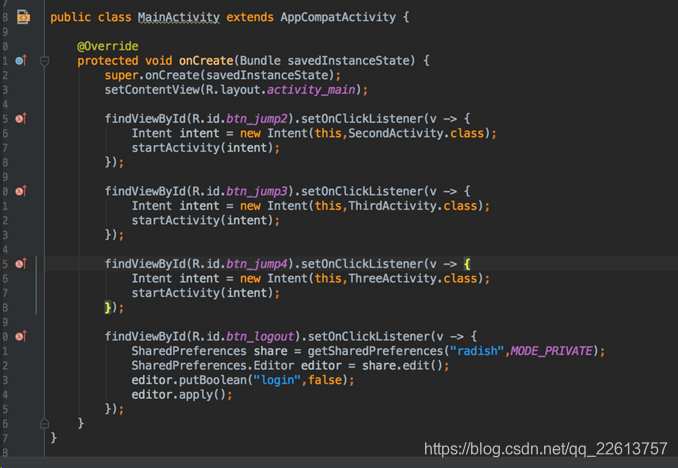 8 public class MainActivity extends AppCompatActivity {
9
0 @Override
1 protected void onCreate(Bundle savedInstanceState) {
2 super.onCreate(savedInstanceState);
3 setContentView(R.layout.activity_main);
4
5 findViewById(R.id.btn_jump2).setOnClickListener(v -> {
6 Intent intent = new Intent(this,SecondActivity.class);
7 startActivity(intent);
8 });
9
0 findViewById(R.id.btn_jump3).setOnClickListener(v -> {
1 Intent intent = new Intent(this,ThirdActivity.class);
2 startActivity(intent);
3 });
4
5 findViewById(R.id.btn_jump4).setOnClickListener(v -> {
6 Intent intent = new Intent(this,ThreeActivity.class);
7 startActivity(intent);
8 });
9
0 findViewById(R.id.btn_logout).setOnClickListener(v -> {
1 SharedPreferences share = getSharedPreferences("radish",MODE_PRIVATE);
2 SharedPreferences.Editor editor = share.edit();
3 editor.putBoolean("login",false);
4 editor.apply();
5 });
6 }
7 }
8
https://blog.csdn.net/qq_22613757